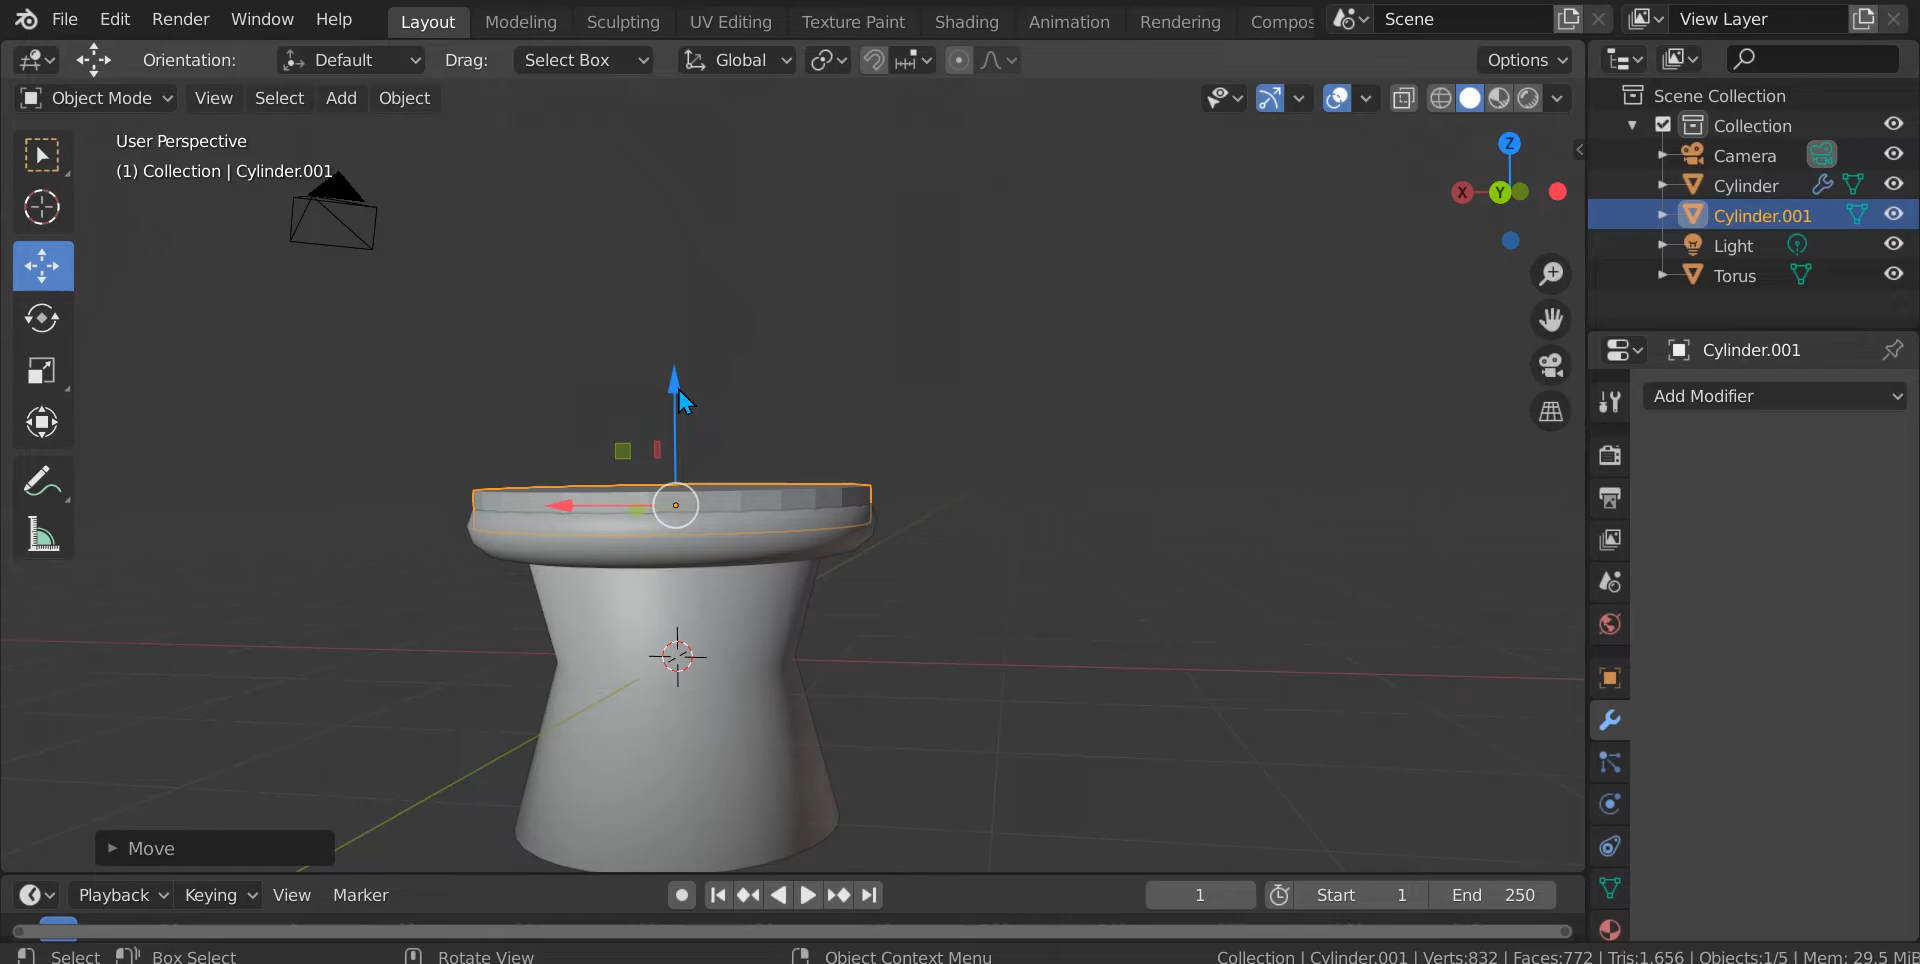 File Edit Render Window Help Layout Modeling Sculpting UV Editing Texture Paint Shading Animation Rendering Compos Scene View Layer
Orientation: Default Drag: Select Box Global Options
Object Mode View Select Add Object
User Perspective
(1) Collection | Cylinder.001
Z
X Y
Move
Scene Collection
Collection
Camera
Cylinder
Cylinder.001
Light
Torus
Cylinder.001
Add Modifier
Playback Keying View Marker 1 Start 1 End 250
Select Box Select Rotate View Object Context Menu Collection | Cylinder.001 | Verts:832 | Faces:772 | Tris:1,656 | Objects:1/5 | Mem: 29.5 MiB